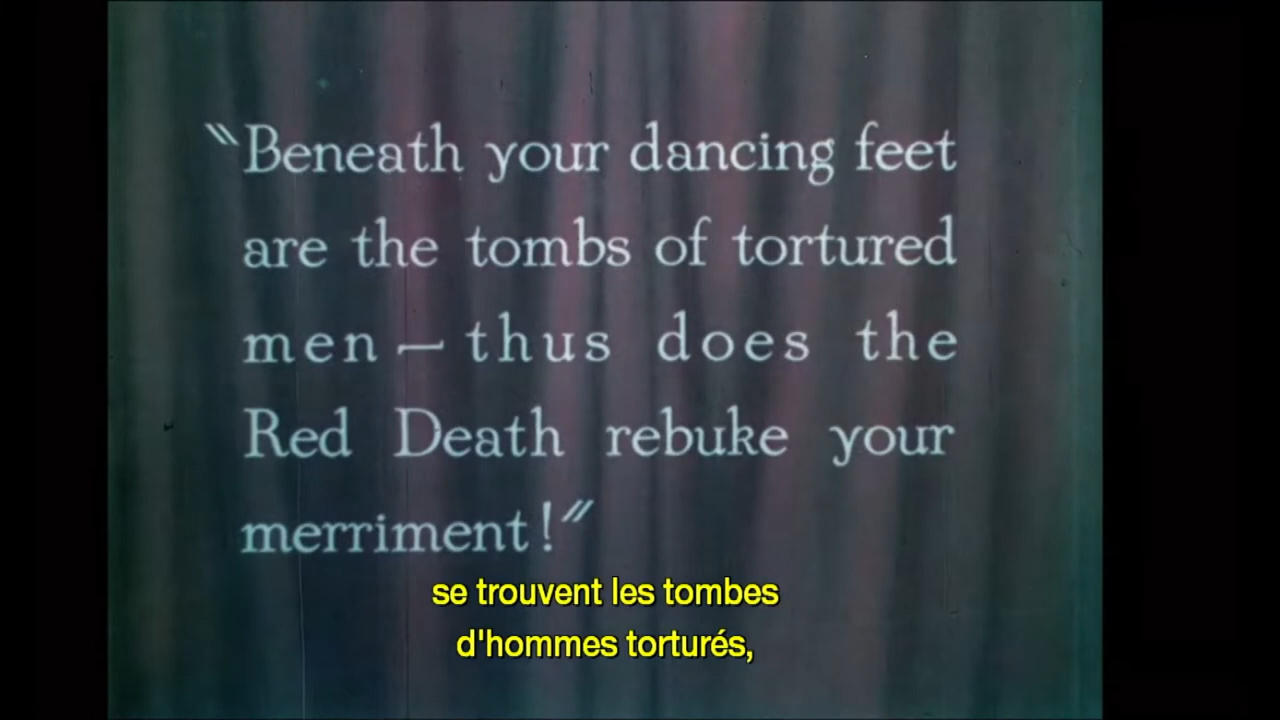 "Beneath your dancing feet
are the tombs of tortured
men — thus does the
Red Death rebuke your
merriment!"
se trouvent les tombes
d'hommes torturés,